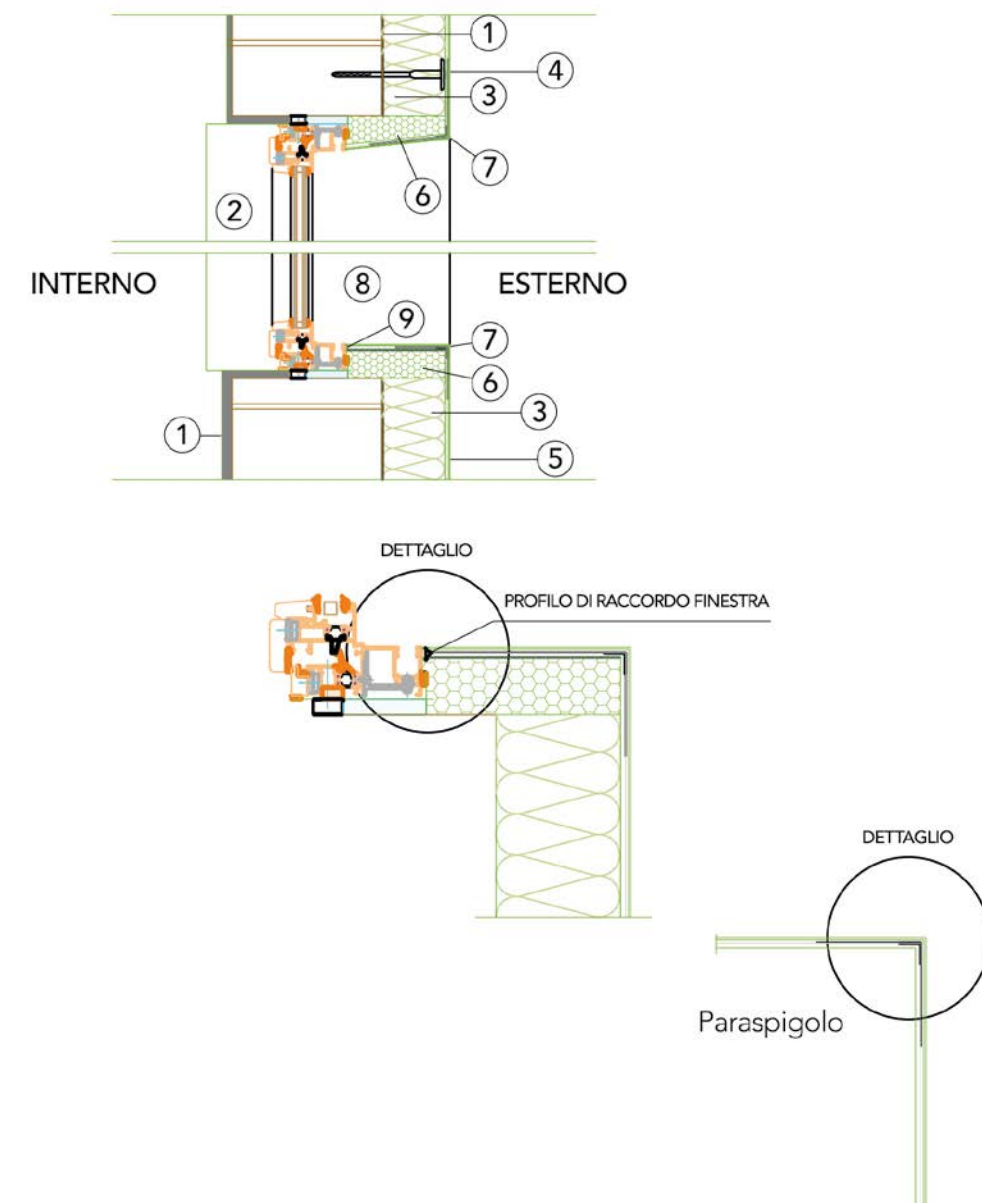 ①
④
③
⑦
⑥
②
INTERNO
⑧
ESTERNO
⑨
⑦
⑥
③
①
⑤
DETTAGLIO
PROFILO DI RACCORDO FINESTRA
DETTAGLIO
Paraspigolo